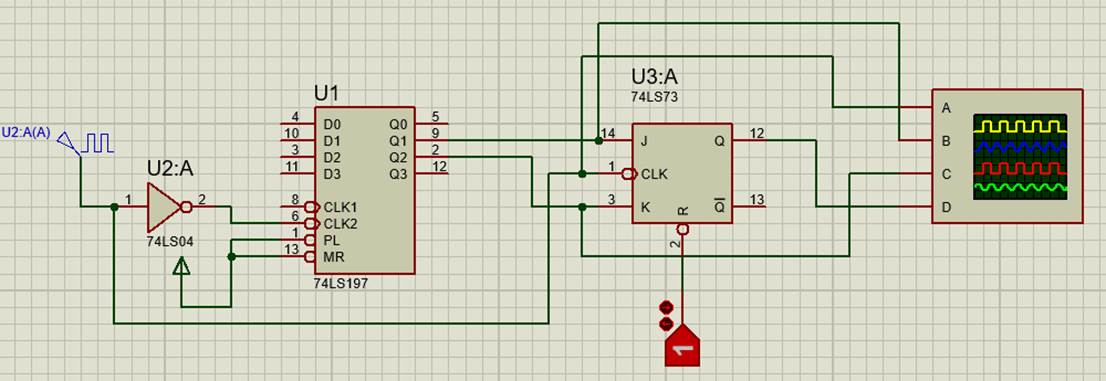 U2:A(A)
U2:A
1
2
74LS04
U1
4 D0 Q0 5
10 D1 Q1 9
3 D2 Q2 2
11 D3 Q3 12
8 CLK1
6 CLK2
1 PL
13 MR
74LS197
U3:A
74LS73
14 J Q 12
1 CLK
3 K Q 13
R
2
1
A
B
C
D